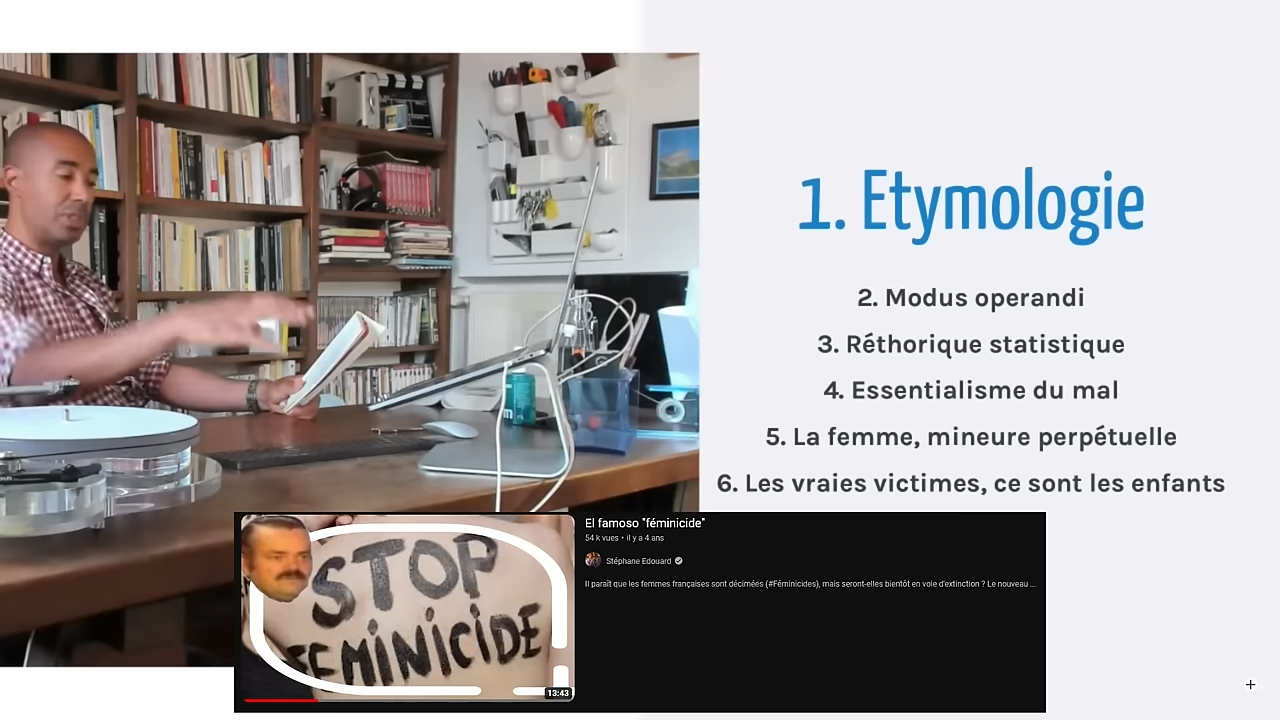 1. Etymologie
2. Modus operandi
3. Réthorique statistique
4. Essentialisme du mal
5. La femme, mineure perpétuelle
6. Les vraies victimes, ce sont les enfants
STOP
FEMINICIDE
13:43
El famoso "féminicide"
54 k vues • il y a 4 ans
Stéphane Edouard
Il paraît que les femmes françaises sont décimées (#Féminicides), mais seront-elles bientôt en voie d'extinction ? Le nouveau ...